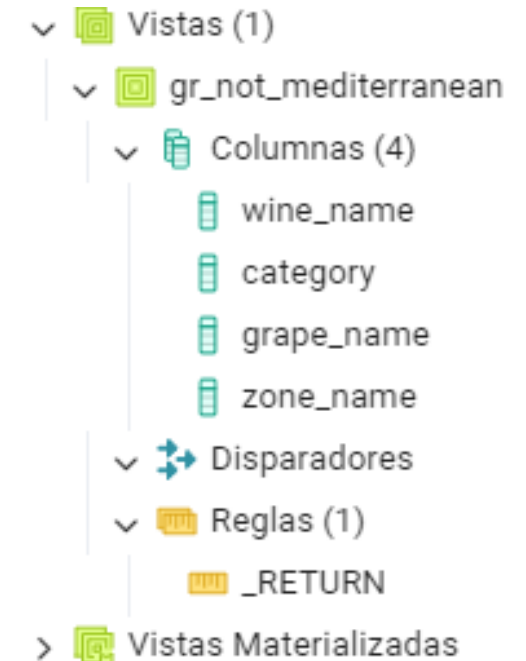 Vistas (1)
gr_not_mediterranean
Columnas (4)
wine_name
category
grape_name
zone_name
Disparadores
Reglas (1)
_RETURN
Vistas Materializadas